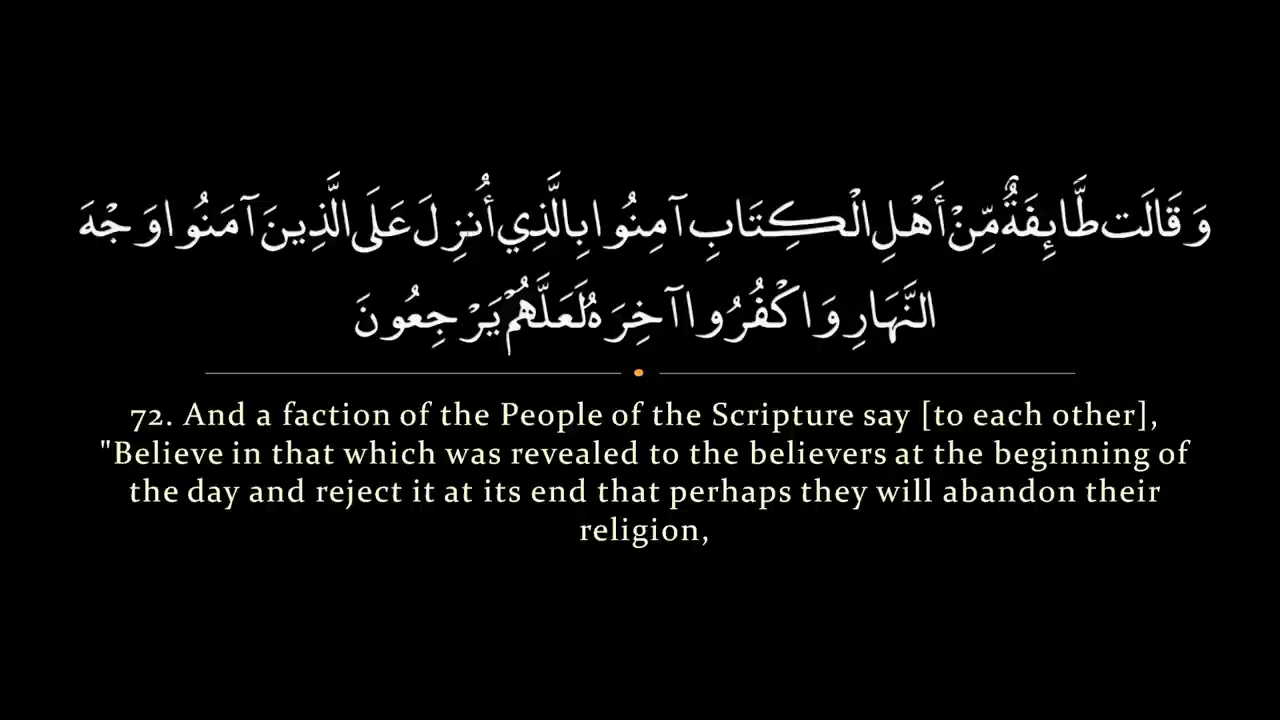 وَقَالَت طَّائِفَةٌ مِّنْ أَهْلِ الْكِتَابِ آمِنُوا بِالَّذِي أُنزِلَ عَلَى الَّذِينَ آمَنُوا وَجْهَ
النَّهَارِ وَاكْفُرُوا آخِرَهُ لَعَلَّهُمْ يَرْجِعُونَ
72. And a faction of the People of the Scripture say [to each other],
"Believe in that which was revealed to the believers at the beginning of
the day and reject it at its end that perhaps they will abandon their
religion,